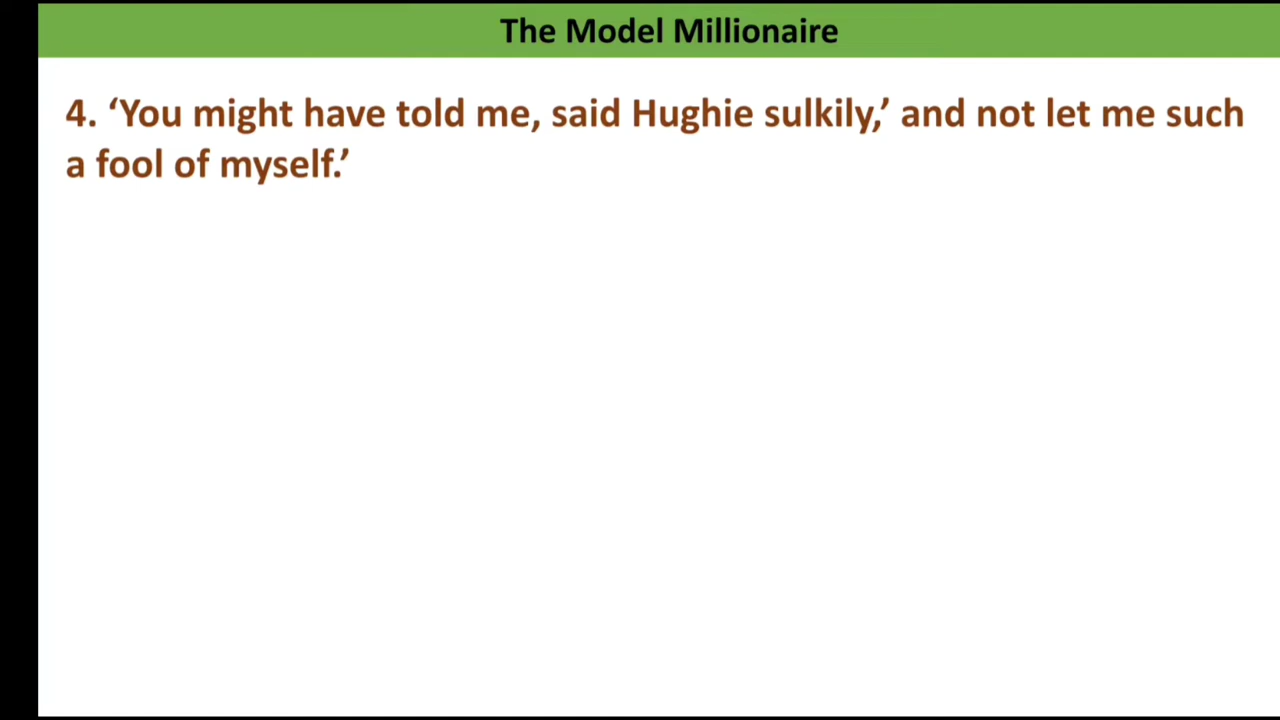 The Model Millionaire
4. ‘You might have told me, said Hughie sulkily,’ and not let me such
a fool of myself.’